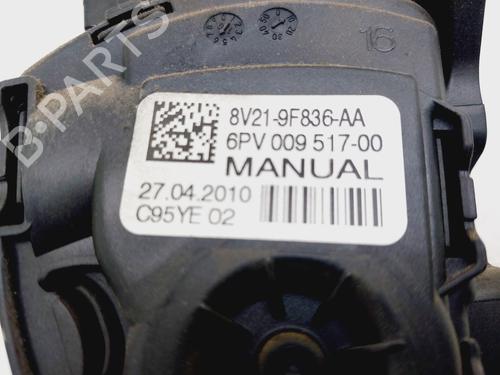 16
8V21-9F836-AA
6PV 009 517-00
MANUAL
27.04.2010
C95YE 02
B-PARTS